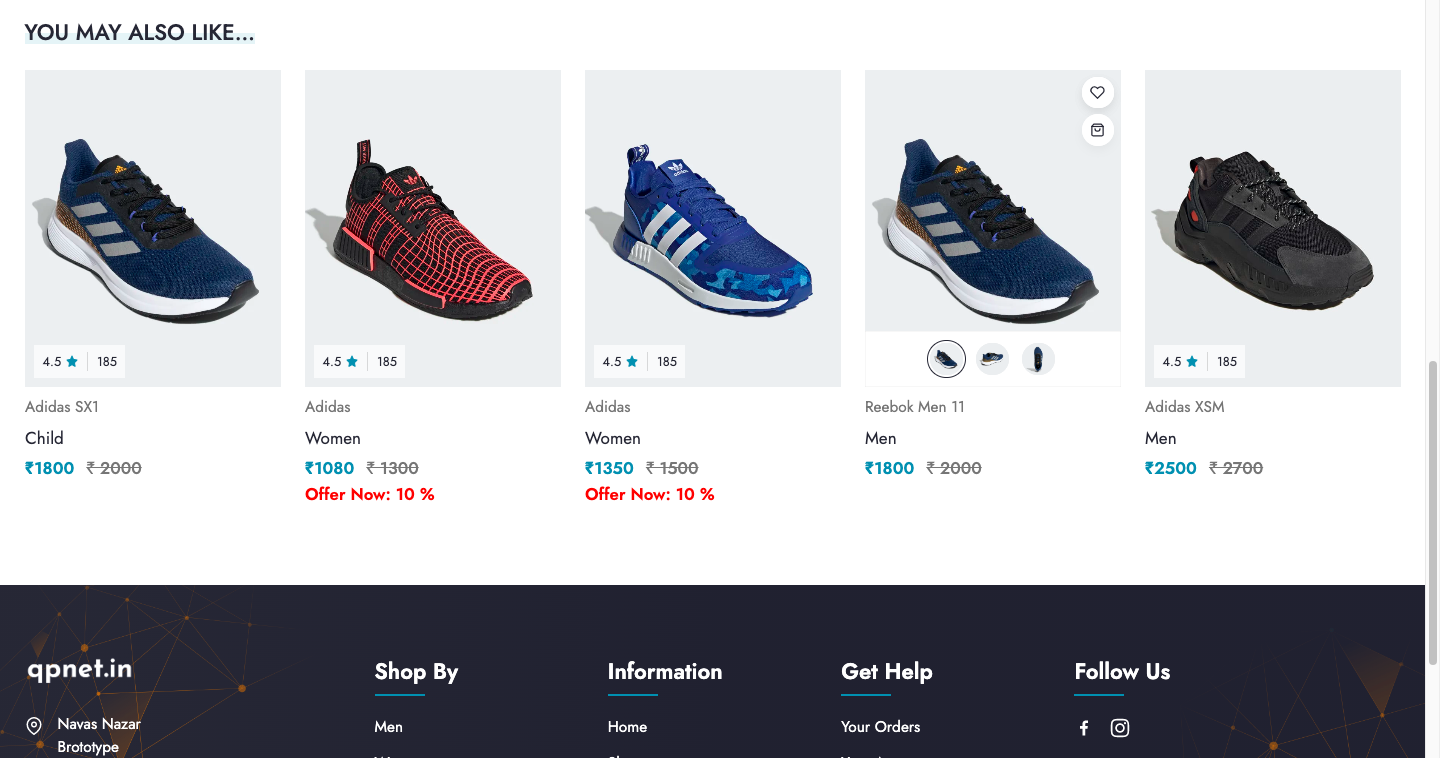 YOU MAY ALSO LIKE...
4.5 185
4.5 185
4.5 185
4.5 185
Adidas SX1
Child
₹1800 ₹ 2000
Adidas
Women
₹1080 ₹ 1300
Offer Now: 10 %
Adidas
Women
₹1350 ₹ 1500
Offer Now: 10 %
Reebok Men 11
Men
₹1800 ₹ 2000
Adidas XSM
Men
₹2500 ₹ 2700
qpnet.in
Navas Nazar
Brototype
Shop By
Men
Information
Home
Get Help
Your Orders
Follow Us